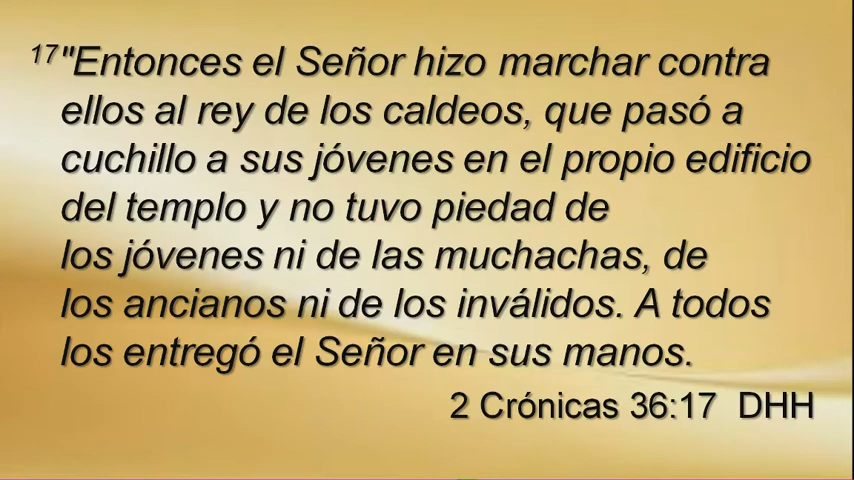 17"Entonces el Señor hizo marchar contra
ellos al rey de los caldeos, que pasó a
cuchillo a sus jóvenes en el propio edificio
del templo y no tuvo piedad de
los jóvenes ni de las muchachas, de
los ancianos ni de los inválidos. A todos
los entregó el Señor en sus manos.
2 Crónicas 36:17 DHH